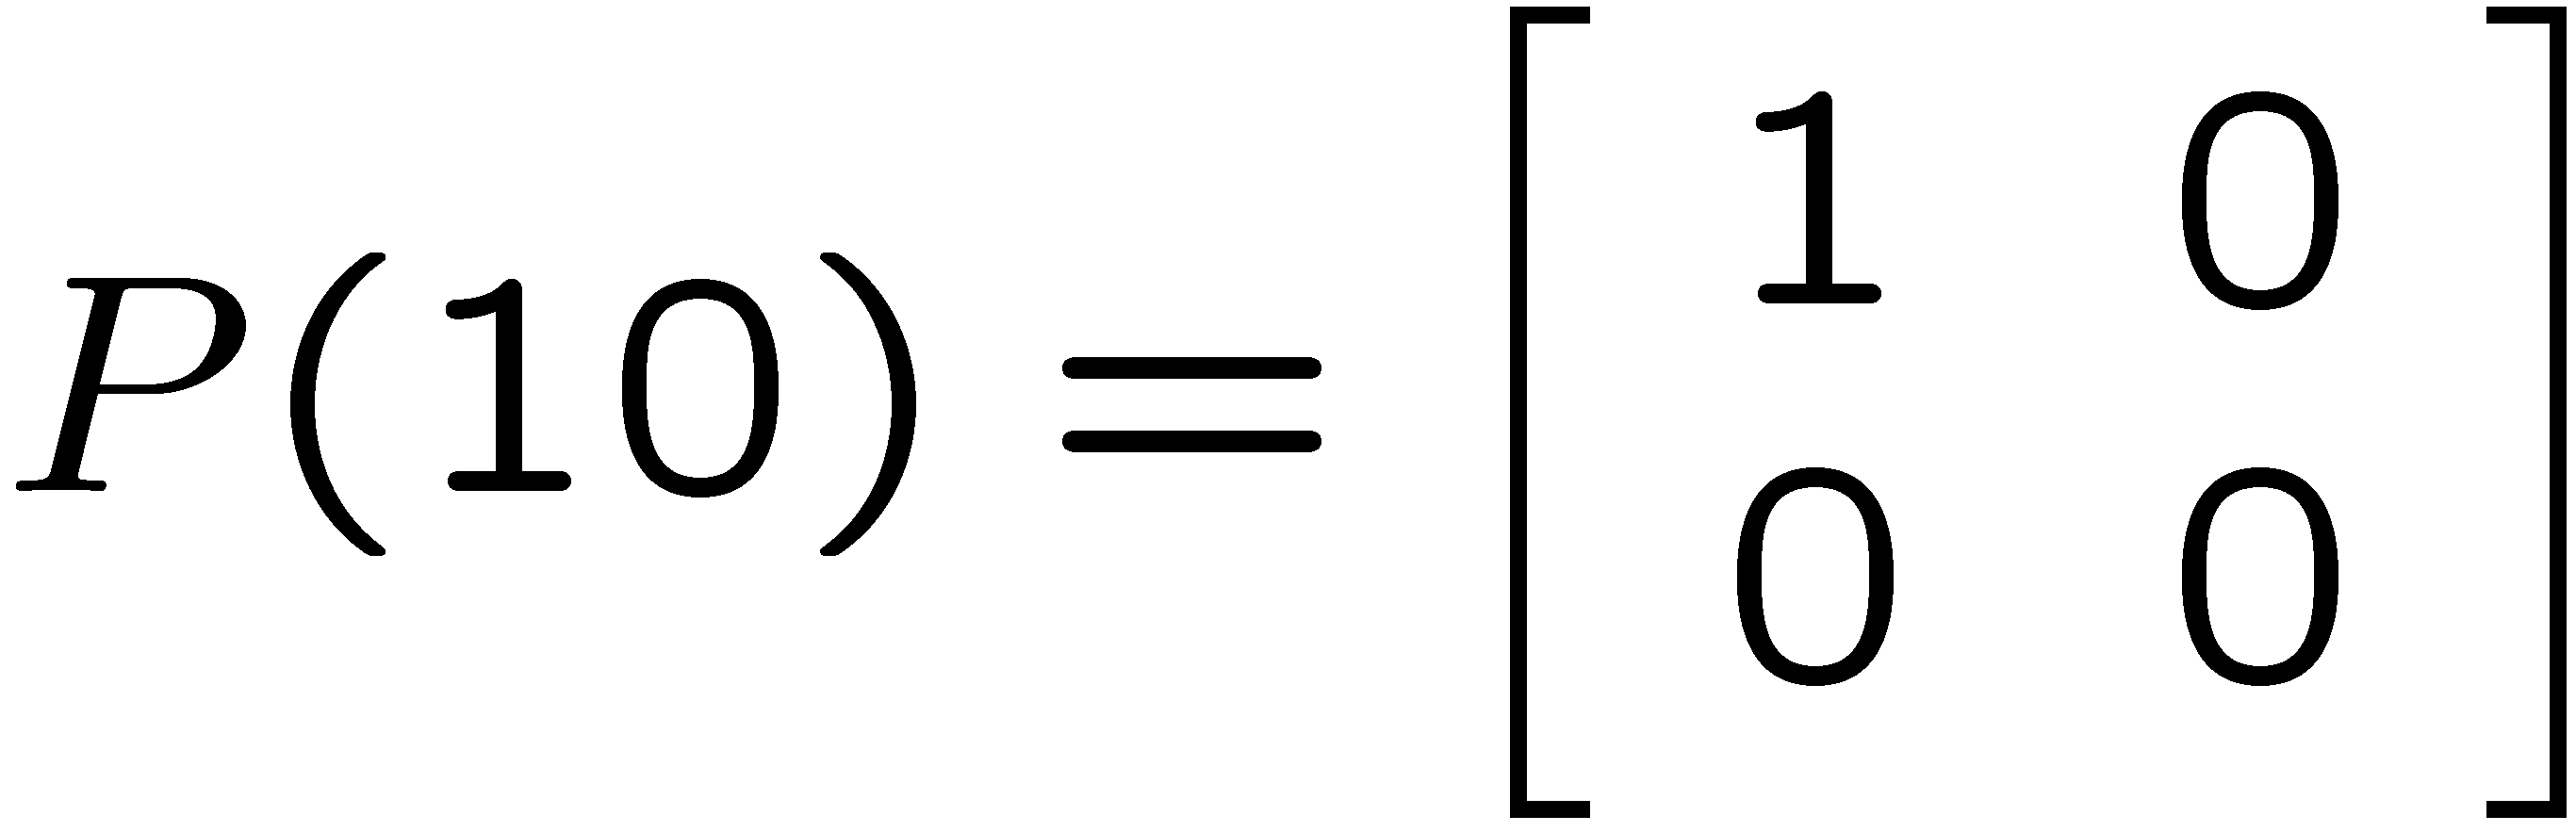 P(10) = [ 1 0
0 0 ]